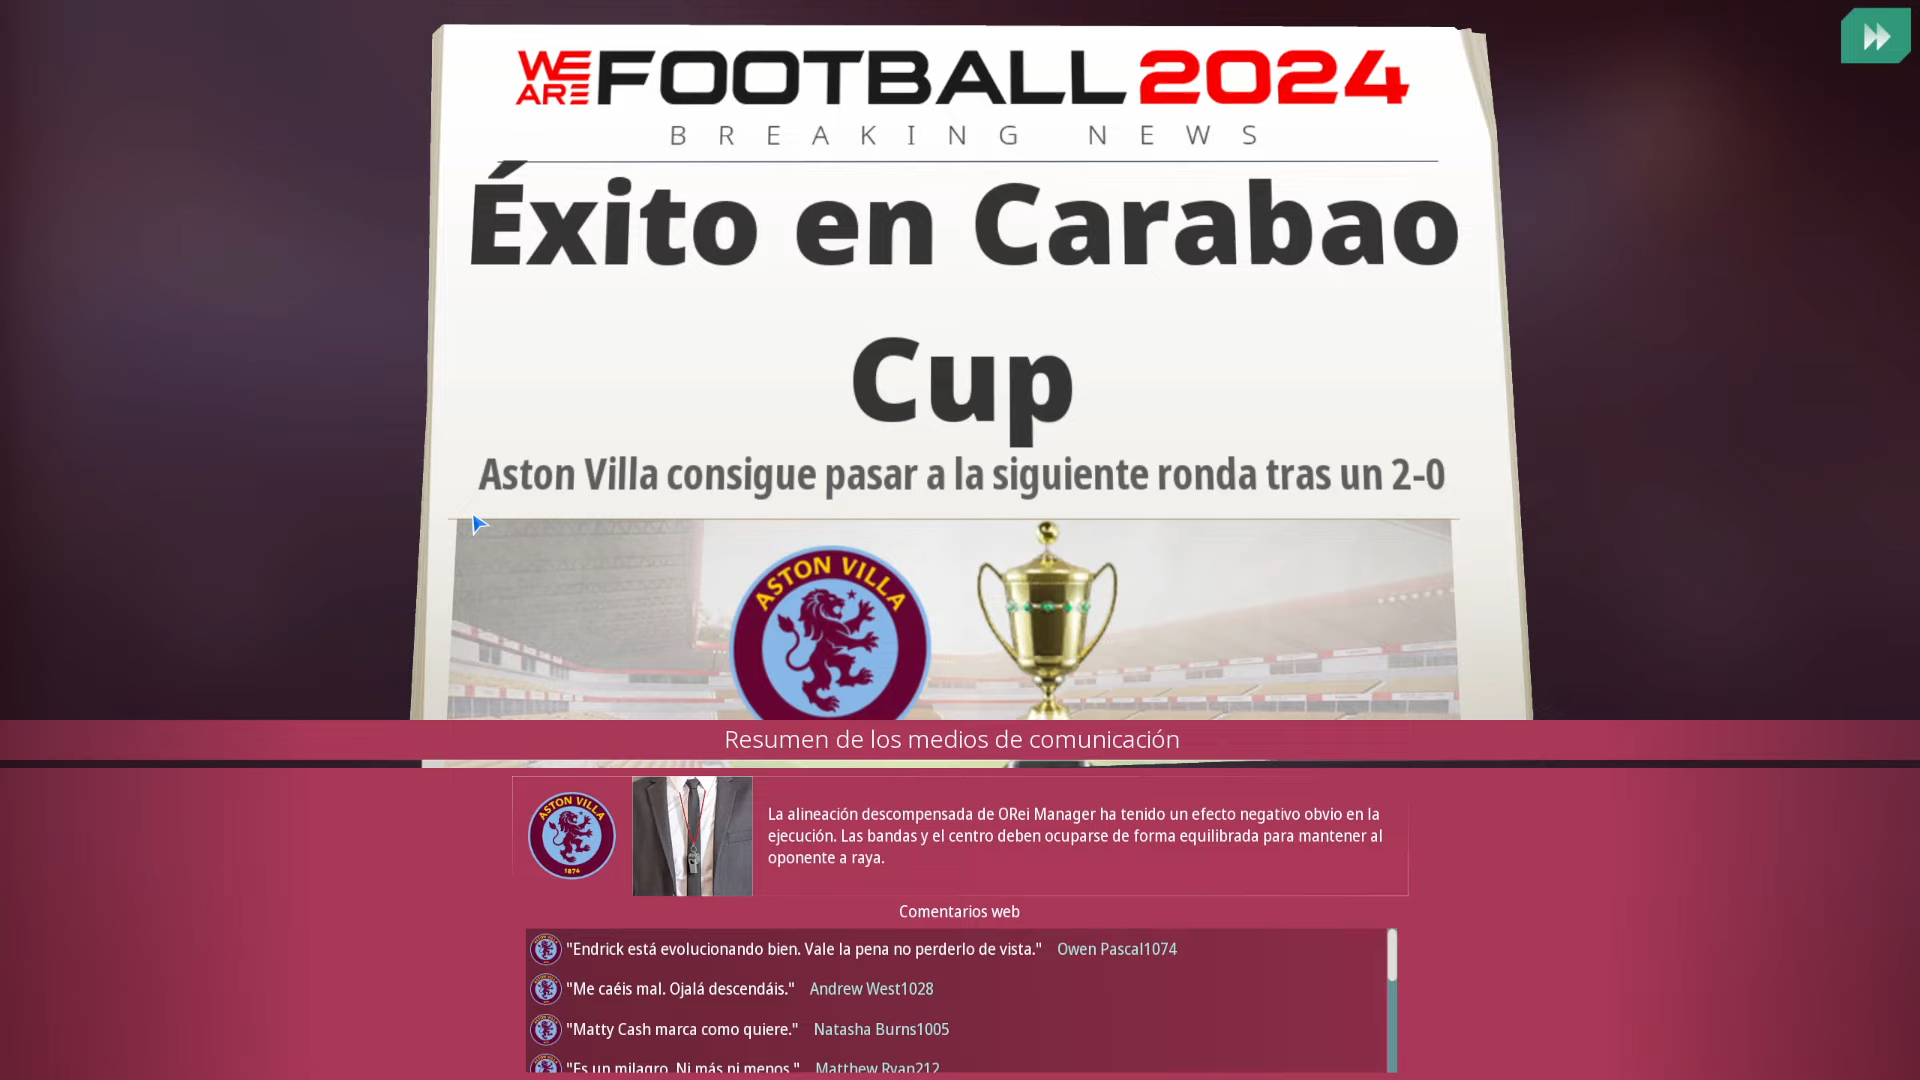 WE ARE FOOTBALL 2024
BREAKING NEWS
Éxito en Carabao
Cup
Aston Villa consigue pasar a la siguiente ronda tras un 2-0
ASTON VILLA
Resumen de los medios de comunicación
ASTON VILLA
1874
La alineación descompensada de ORei Manager ha tenido un efecto negativo obvio en la
ejecución. Las bandas y el centro deben ocuparse de forma equilibrada para mantener al
oponente a raya.
Comentarios web
"Endrick está evolucionando bien. Vale la pena no perderlo de vista." Owen Pascal1074
"Me caéis mal. Ojalá descendáis." Andrew West1028
"Matty Cash marca como quiere." Natasha Burns1005
"Es un milagro. Ni más ni menos." Matthew Ryan212